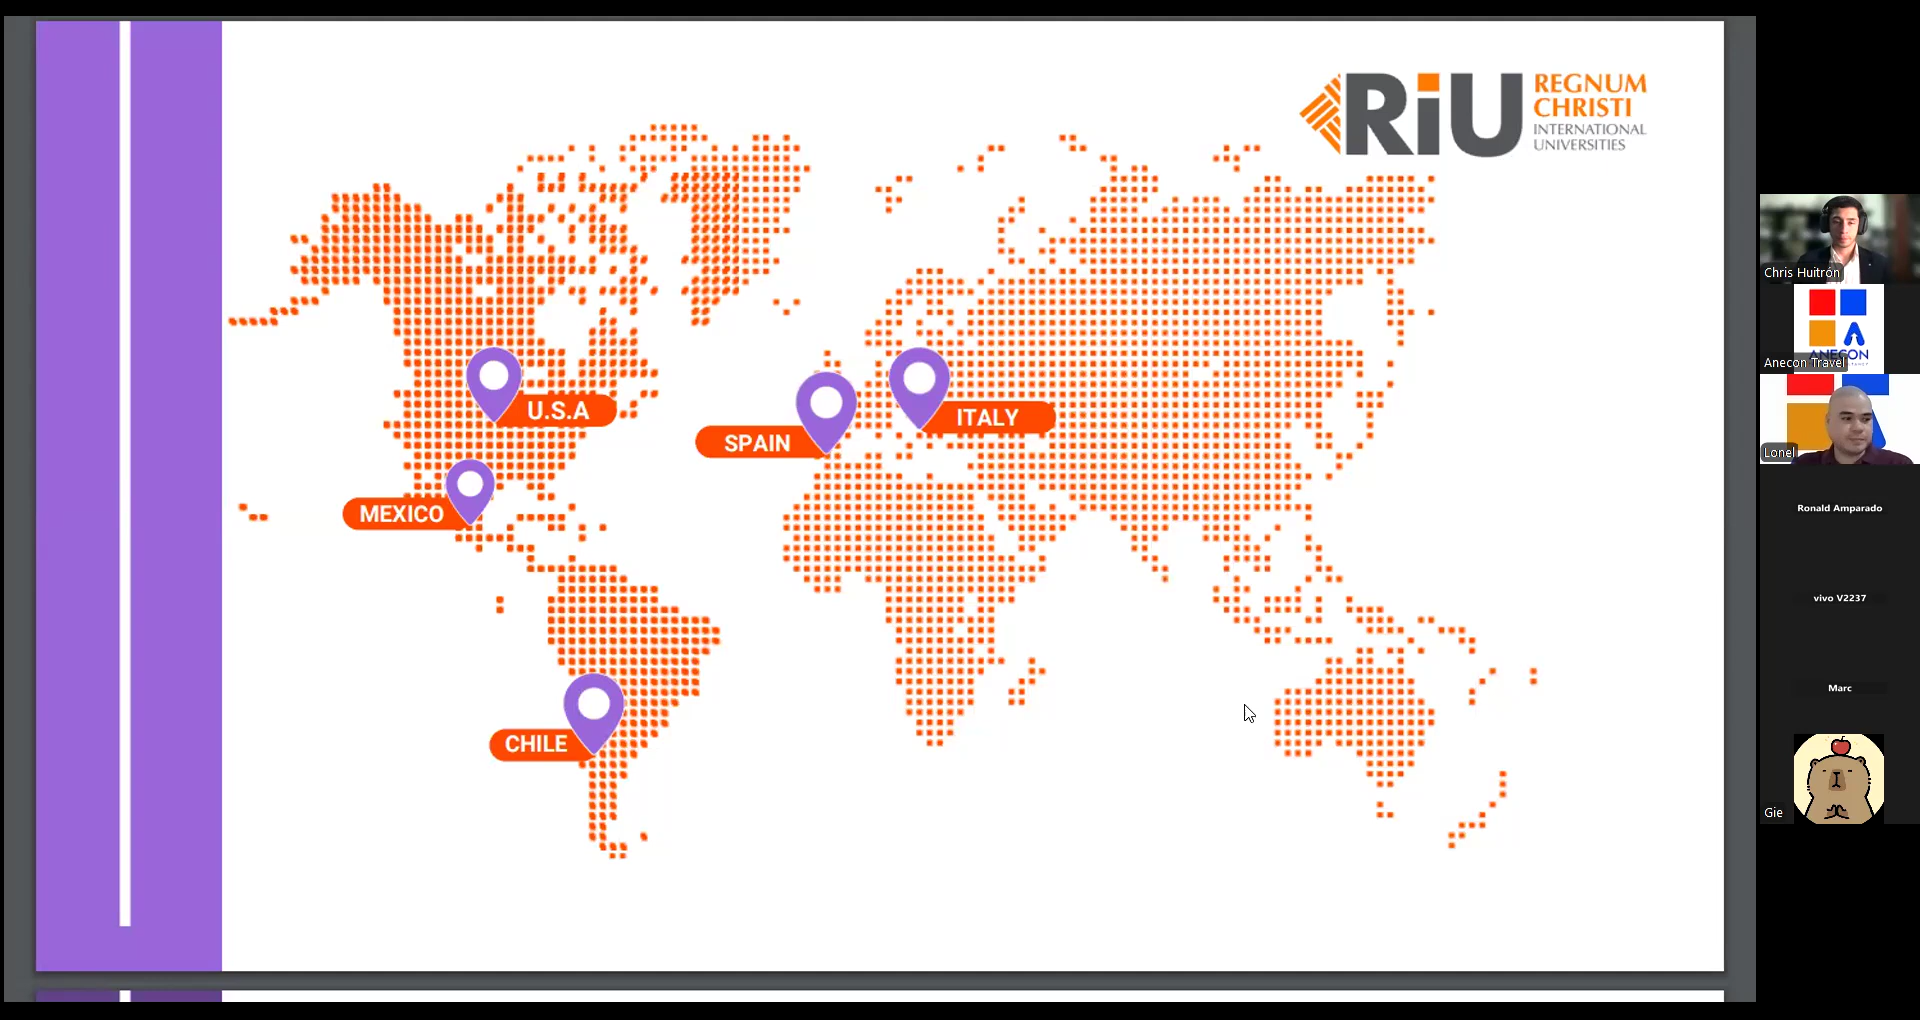 RiU
REGNUM
CHRISTI
INTERNATIONAL
UNIVERSITIES
U.S.A
ITALY
SPAIN
MEXICO
CHILE
Chris Huitrón
ANECON
Anecon Travel
Lonel
Ronald Amparado
vivo V2237
Marc
Gie